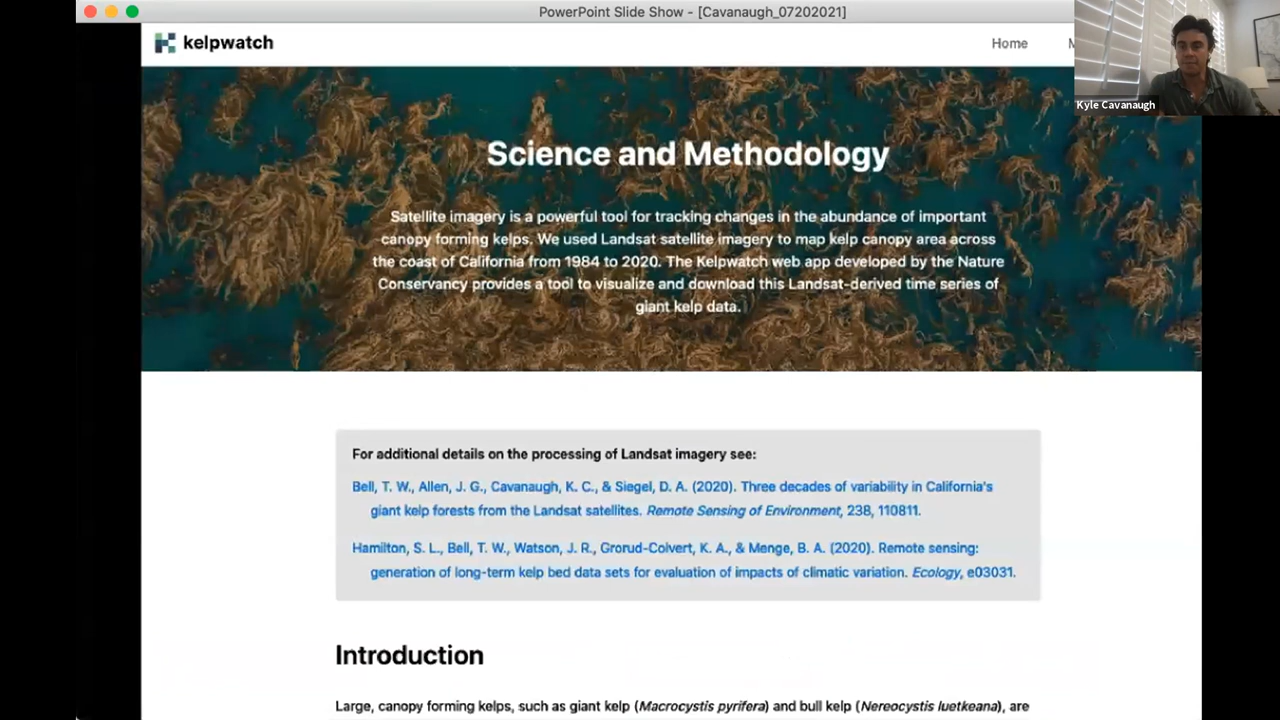 PowerPoint Slide Show - [Cavanaugh_07202021]
kelpwatch
Home
Kyle Cavanaugh
Science and Methodology
Satellite imagery is a powerful tool for tracking changes in the abundance of important
canopy forming kelps. We used Landsat satellite imagery to map kelp canopy area across
the coast of California from 1984 to 2020. The Kelpwatch web app developed by the Nature
Conservancy provides a tool to visualize and download this Landsat-derived time series of
giant kelp data.
For additional details on the processing of Landsat imagery see:
Bell, T. W., Allen, J. G., Cavanaugh, K. C., & Siegel, D. A. (2020). Three decades of variability in California's
giant kelp forests from the Landsat satellites. Remote Sensing of Environment, 238, 110811.
Hamilton, S. L., Bell, T. W., Watson, J. R., Grorud-Colvert, K. A., & Menge, B. A. (2020). Remote sensing:
generation of long-term kelp bed data sets for evaluation of impacts of climatic variation. Ecology, e03031.
Introduction
Large, canopy forming kelps, such as giant kelp (Macrocystis pyrifera) and bull kelp (Nereocystis luetkeana), are